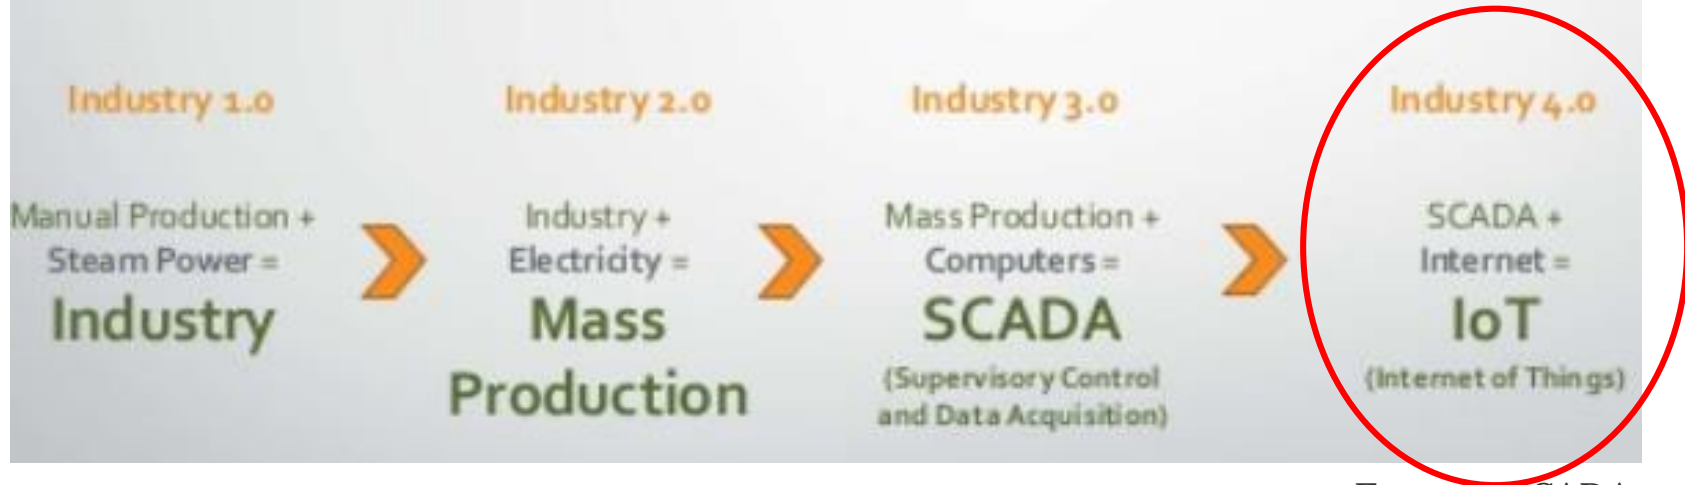 Industry 1.0
Manual Production +
Steam Power =
Industry
Industry 2.0
Industry +
Electricity =
Mass
Production
Industry 3.0
Mass Production +
Computers =
SCADA
(Supervisory Control
and Data Acquisition)
Industry 4.0
SCADA +
Internet =
IoT
(Internet of Things)